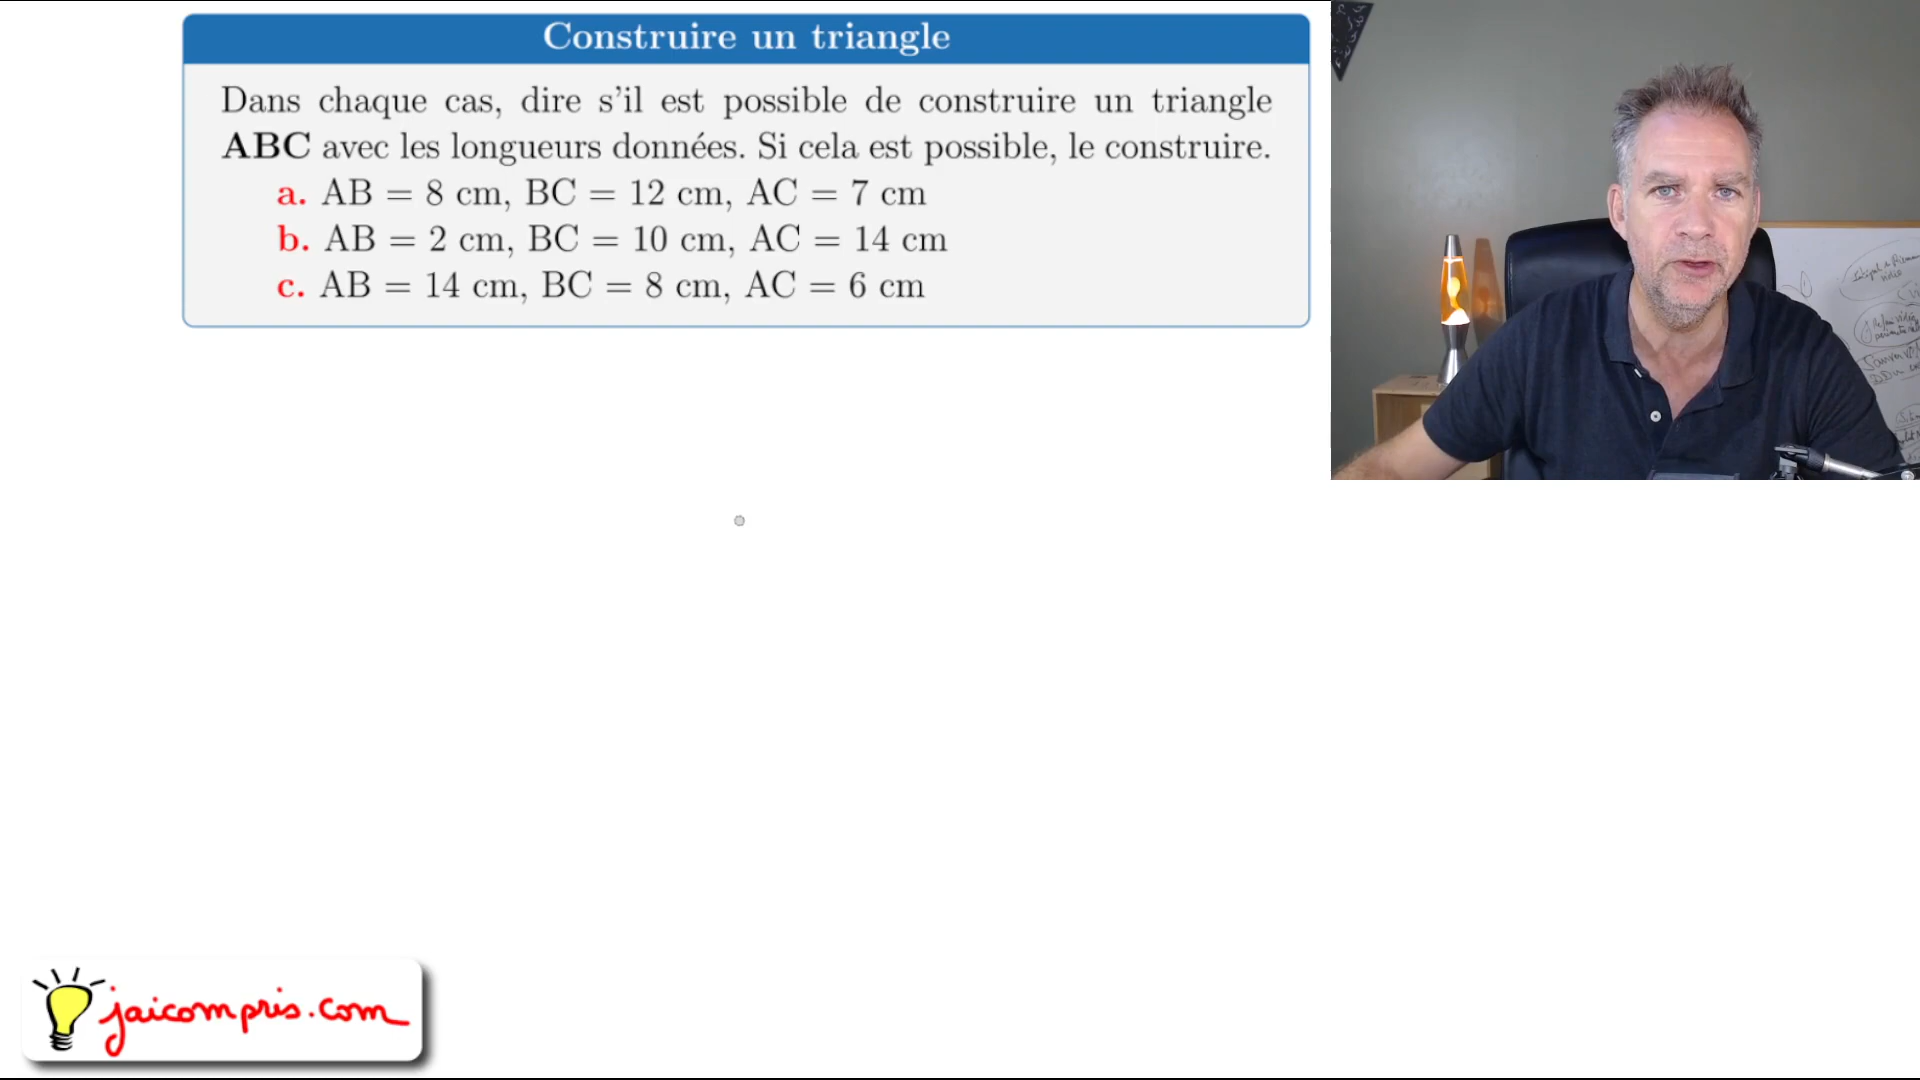 Construire un triangle
Dans chaque cas, dire s'il est possible de construire un triangle
ABC avec les longueurs données. Si cela est possible, le construire.
a. AB = 8 cm, BC = 12 cm, AC = 7 cm
b. AB = 2 cm, BC = 10 cm, AC = 14 cm
c. AB = 14 cm, BC = 8 cm, AC = 6 cm
jaicompris.com